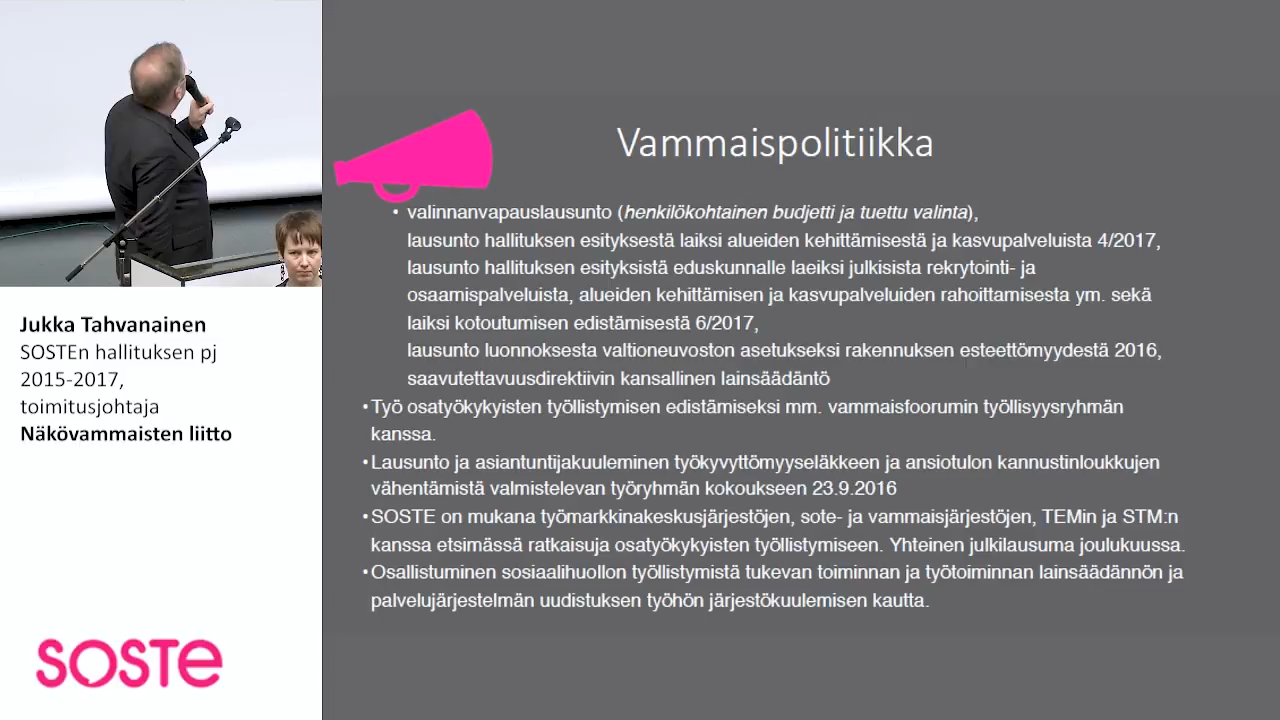 Vammaispolitiikka
• valinnanvapauslausunto (henkilökohtainen budjetti ja tuettu valinta),
lausunto hallituksen esityksestä laiksi alueiden kehittämisestä ja kasvupalveluista 4/2017,
lausunto hallituksen esityksistä eduskunnalle laeiksi julkisista rekrytointi- ja
osaamispalveluista, alueiden kehittämisen ja kasvupalveluiden rahoittamisesta ym. sekä
laiksi kotoutumisen edistämisestä 6/2017,
lausunto luonnoksesta valtioneuvoston asetukseksi rakennuksen esteettömyydestä 2016,
saavutettavuusdirektiivin kansallinen lainsäädäntö
•Työ osatyökykyisten työllistymisen edistämiseksi mm. vammaisfoorumin työllisyysryhmän
kanssa.
•Lausunto ja asiantuntijakuuleminen työkyvyttömyyseläkkeen ja ansiotulon kannustinloukkujen
vähentämistä valmistelevan työryhmän kokoukseen 23.9.2016
•SOSTE on mukana työmarkkinakeskusjärjestöjen, sote- ja vammaisjärjestöjen, TEMin ja STM:n
kanssa etsimässä ratkaisuja osatyökykyisten työllistymiseen. Yhteinen julkilausuma joulukuussa.
•Osallistuminen sosiaalihuollon työllistymistä tukevan toiminnan ja työtoiminnan lainsäädännön ja
palvelujärjestelmän uudistuksen työhön järjestökuulemisen kautta.
Jukka Tahvanainen
SOSTEn hallituksen pj
2015-2017,
toimitusjohtaja
Näkövammaisten liitto
SOSTE